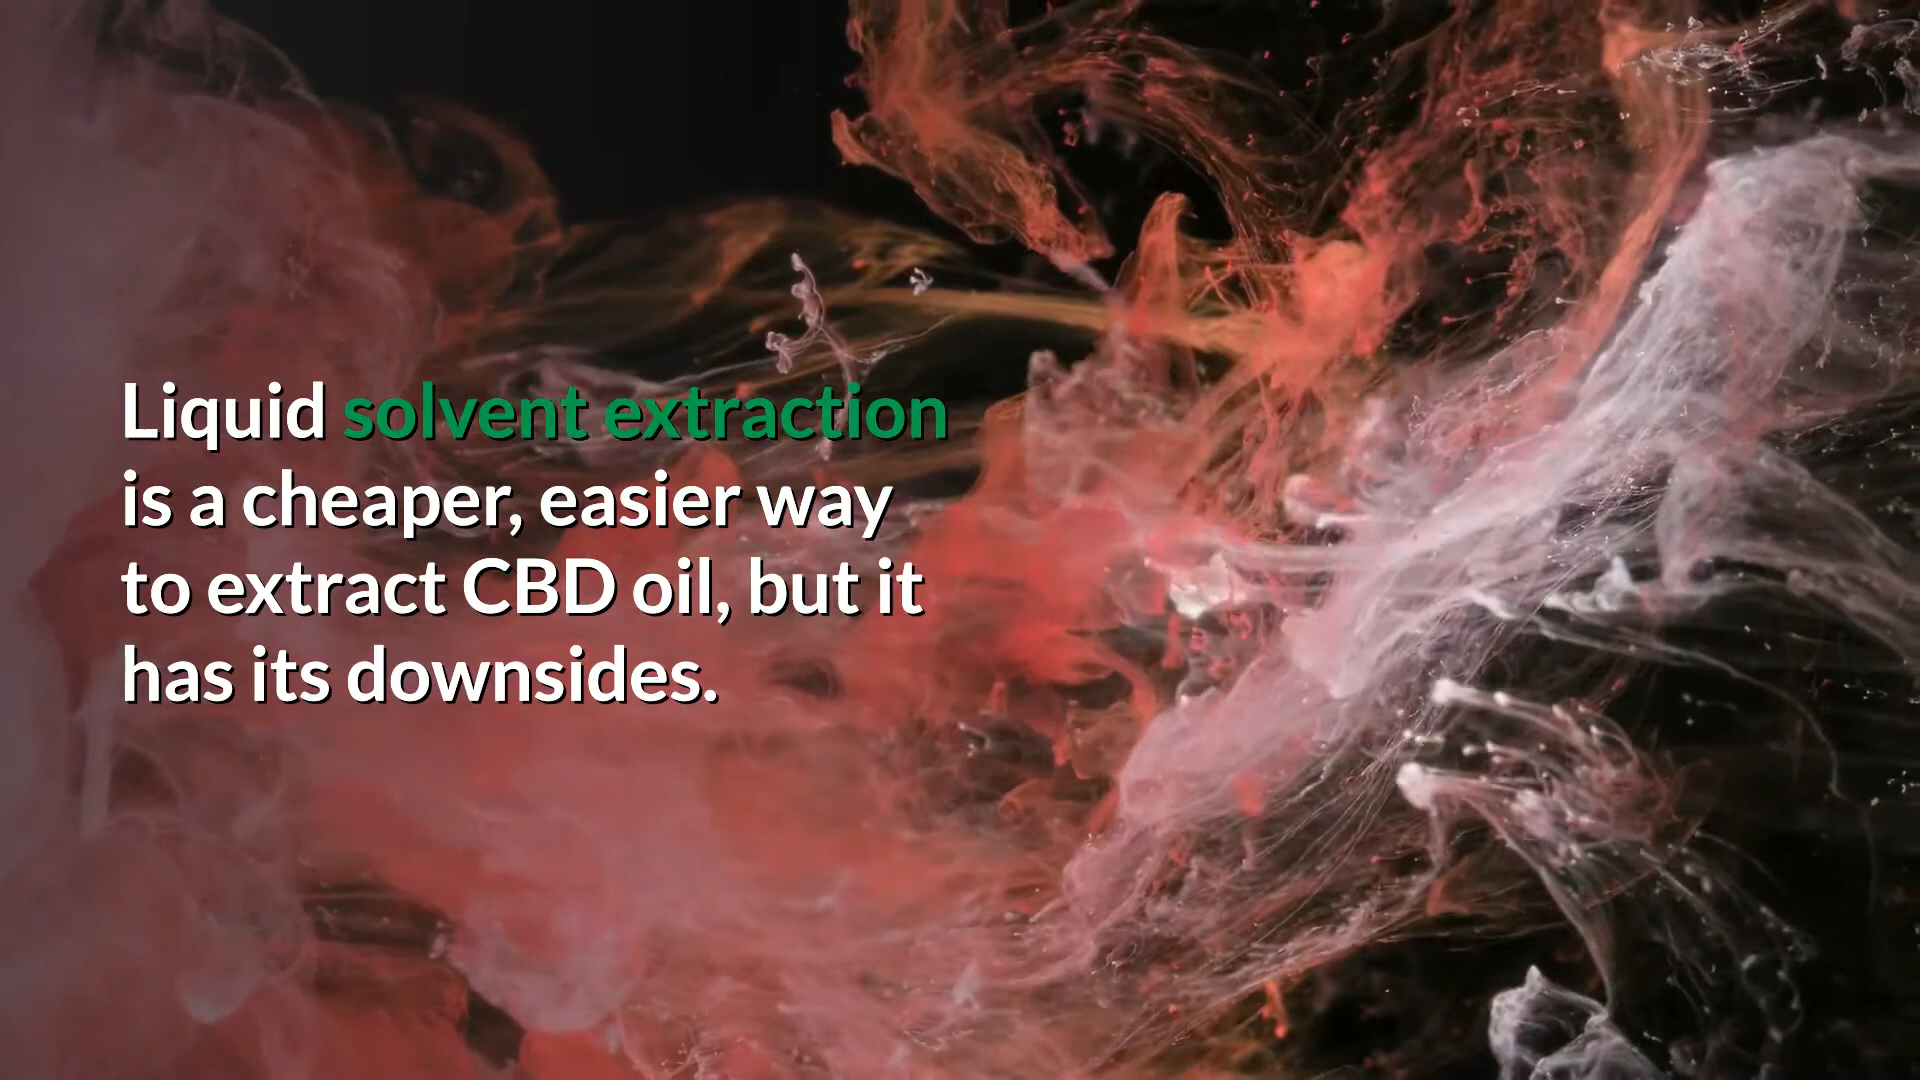 Liquid solvent extraction
is a cheaper, easier way
to extract CBD oil, but it
has its downsides.